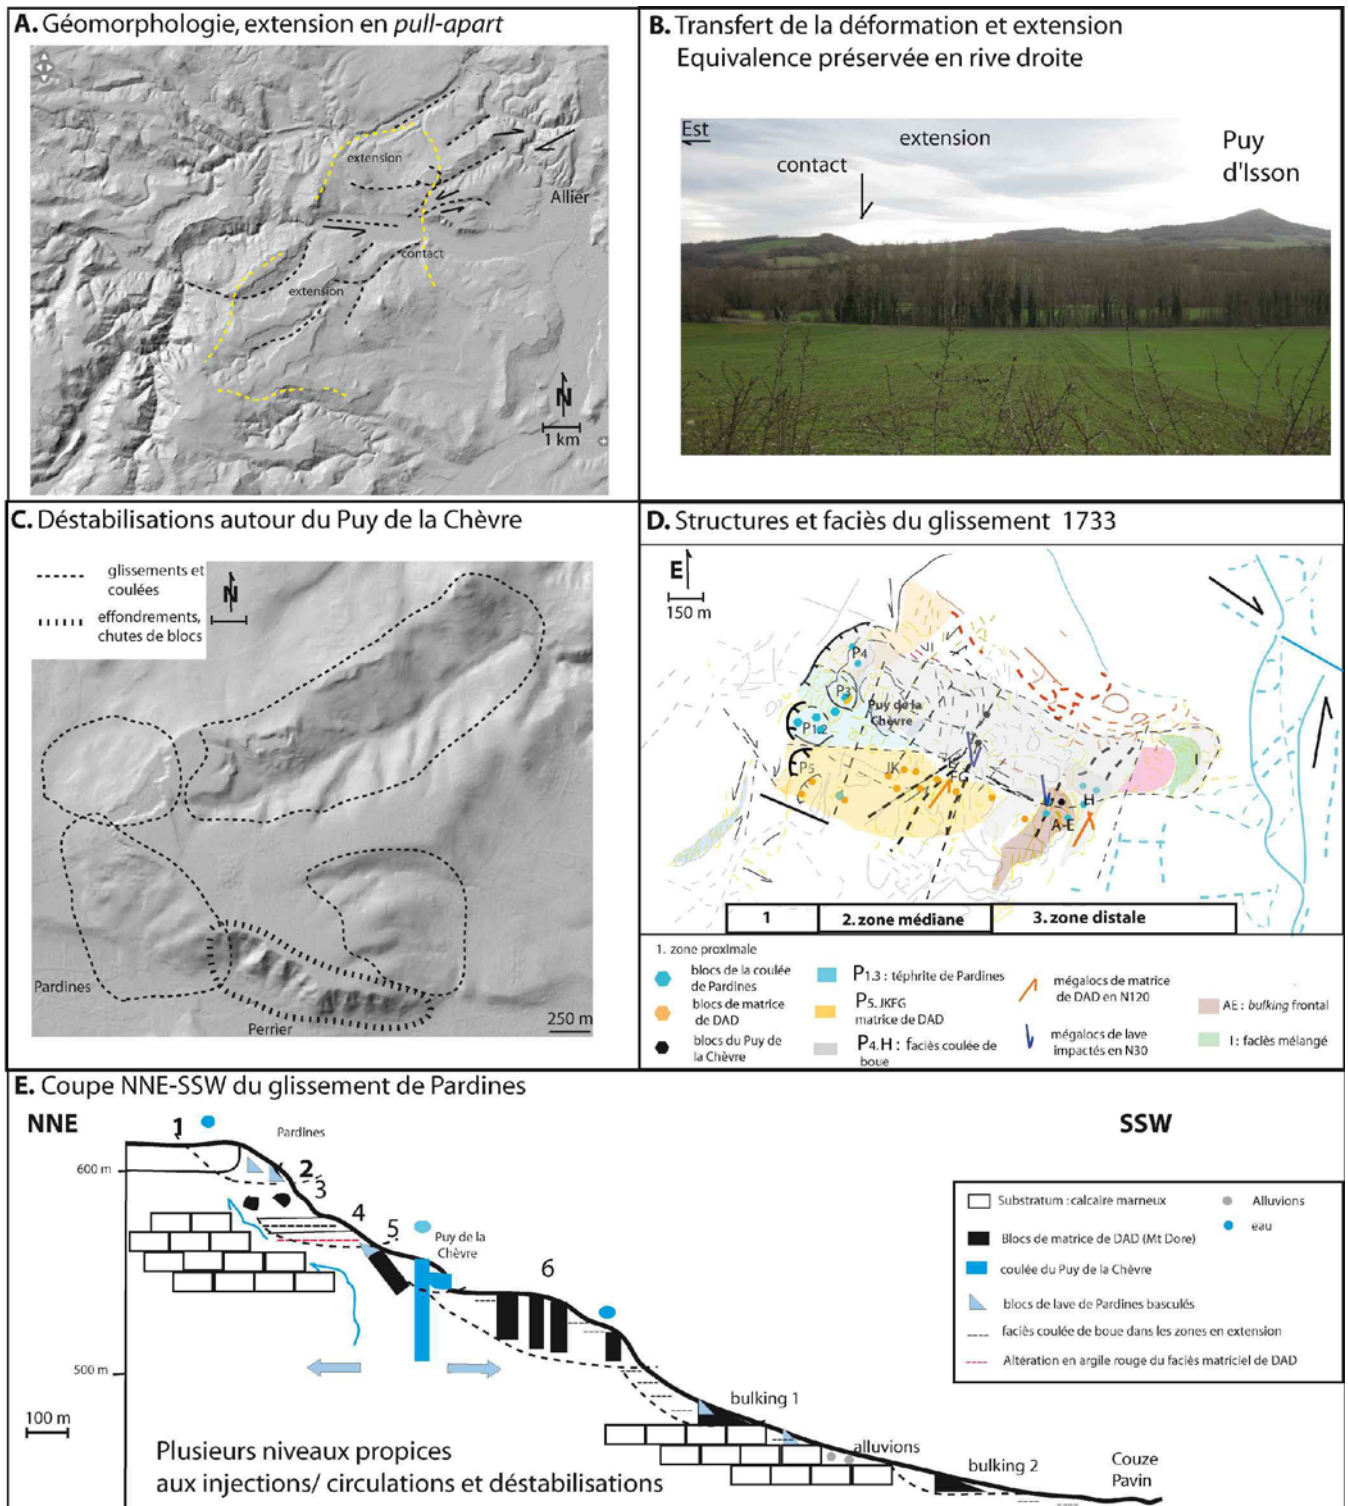 A. Géomorphologie, extension en pull-apart
extension
Allier
contact
extension
N
1 km
B. Transfert de la déformation et extension
Equivalence préservée en rive droite
Est
extension
contact
Puy
d'Isson
C. Déstabilisations autour du Puy de la Chèvre
glissements et
coulées
effondrements,
chutes de blocs
N
Pardines
Perrier
250 m
D. Structures et faciès du glissement 1733
E
150 m
P4
JI
P3
Puy de la
Chèvre
P1.2
P5
JK
FG
H
A-E
I
1
2. zone médiane
3. zone distale
1. zone proximale
blocs de la coulée
de Pardines
blocs de matrice
de DAD
blocs du Puy de
la Chèvre
P1.3 : téphrite de Pardines
P5. JKFG
matrice de DAD
P4.H : faciès coulée de
boue
mégalocs de matrice
de DAD en N120
mégalocs de lave
impactés en N30
AE : bulking frontal
I : faciès mélangé
E. Coupe NNE-SSW du glissement de Pardines
NNE
SSW
1
Pardines
600 m
2
3
4
5
Puy de la
Chèvre
6
500 m
100 m
bulking 1
alluvions
bulking 2
Couze
Pavin
Plusieurs niveaux propices
aux injections/ circulations et déstabilisations
Substratum : calcaire marneux
Alluvions
eau
Blocs de matrice de DAD (Mt Dore)
coulée du Puy de la Chèvre
blocs de lave de Pardines basculés
faciès coulée de boue dans les zones en extension
Altération en argile rouge du faciès matriciel de DAD